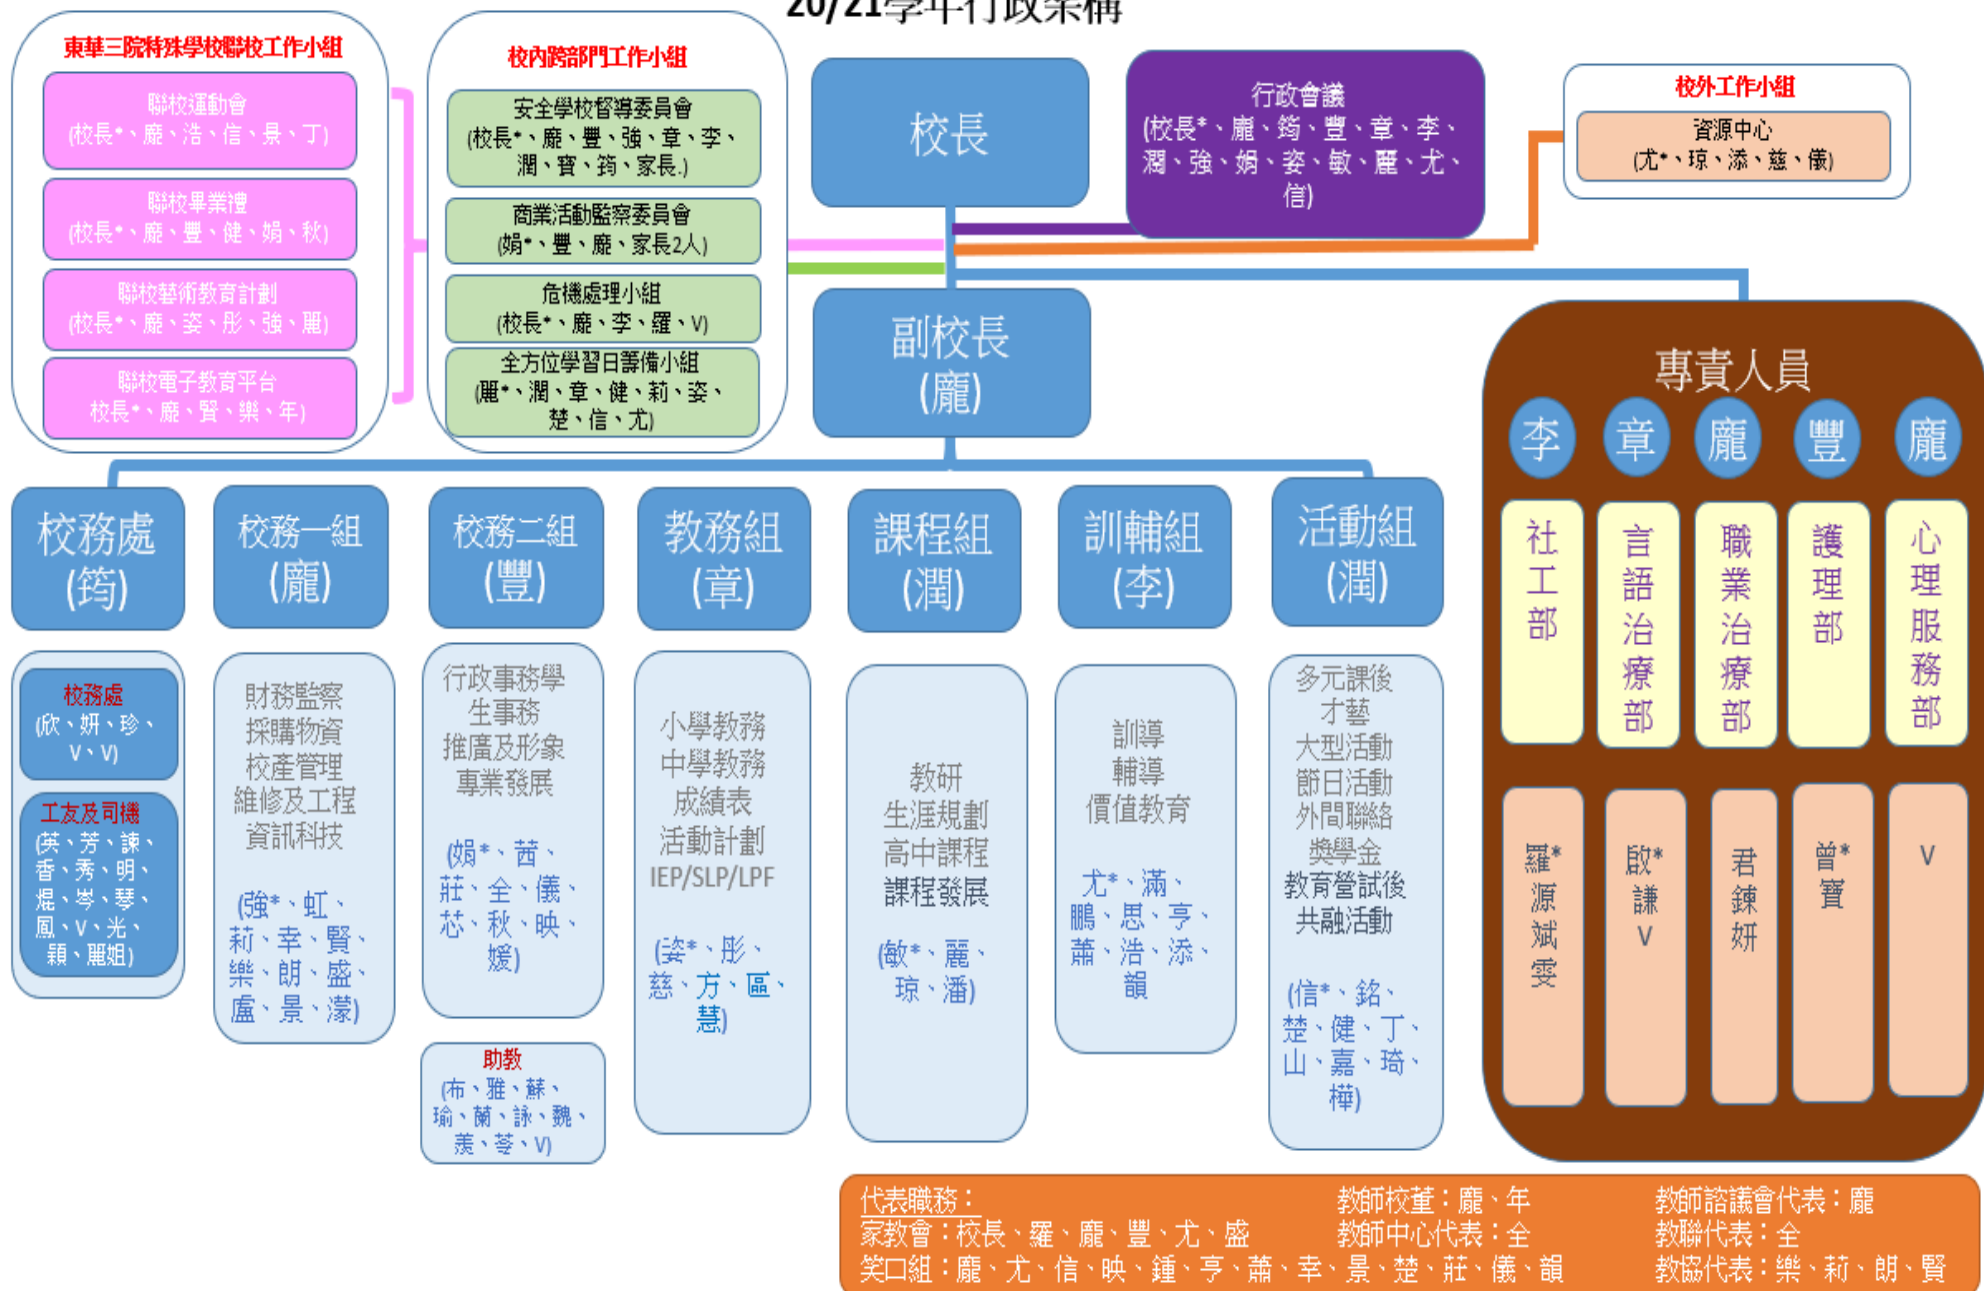 20/21學年行政架構
東華三院特殊學校聯校工作小組
聯校運動會
(校長*、龐、浩、信、景、丁)
聯校畢業禮
(校長*、龐、豐、健、娟、秋)
聯校藝術教育計劃
(校長*、龐、姿、彤、強、麗)
聯校電子教育平台
校長*、龐、賢、樂、年)
校內跨部門工作小組
安全學校督導委員會
(校長*、龐、豐、強、章、李、
潤、寶、筠、家長.)
商業活動監察委員會
(娟*、豐、龐、家長2人)
危機處理小組
(校長*、龐、李、羅、V)
全方位學習日籌備小組
(麗*、潤、章、健、莉、姿、
楚、信、尤)
校長
行政會議
(校長*、龐、筠、豐、章、李、
潤、強、娟、姿、敏、麗、尤、
信)
校外工作小組
資源中心
(尤*、琼、添、慈、儀)
副校長
(龐)
校務處
(筠)
校務一組
(龐)
校務二組
(豐)
教務組
(章)
課程組
(潤)
訓輔組
(李)
活動組
(潤)
校務處
(欣、妍、珍、
V、V)
工友及司機
(英、芳、諫、
香、秀、明、
焜、岑、琴、
鳳、V、光、
穎、麗姐)
財務監察
採購物資
校產管理
維修及工程
資訊科技
(強*、虹、
莉、幸、賢、
樂、朗、盛、
盧、景、濛)
行政事務學
生事務
推廣及形象
專業發展
(娟*、茜、
莊、全、儀、
芯、秋、映、
媛)
助教
(布、雅、蘇、
瑜、蘭、詠、魏、
羨、苓、V)
小學教務
中學教務
成績表
活動計劃
IEP/SLP/LPF
(姿*、彤、
慈、方、區、
慧)
教研
生涯規劃
高中課程
課程發展
(敏*、麗、
琼、潘)
訓導
輔導
價值教育
尤*、滿、
鵬、思、亨、
蕭、浩、添、
韻
多元課後
才藝
大型活動
節日活動
外間聯絡
獎學金
教育營試後
共融活動
(信*、銘、
楚、健、丁、
山、嘉、琦、
樺)
專責人員
李
章
龐
豐
龐
社工部
言語治療部
職業治療部
護理部
心理服務部
羅*源斌雯
啟*謙V
君鍊妍
曾*寶
V
代表職務：
教師校董：龐、年
教師諮議會代表：龐
家教會：校長、羅、龐、豐、尤、盛
教師中心代表：全
教聯代表：全
笑口組：龐、尤、信、映、鍾、亨、蕭、幸、景、楚、莊、儀、韻
教協代表：樂、莉、朗、賢